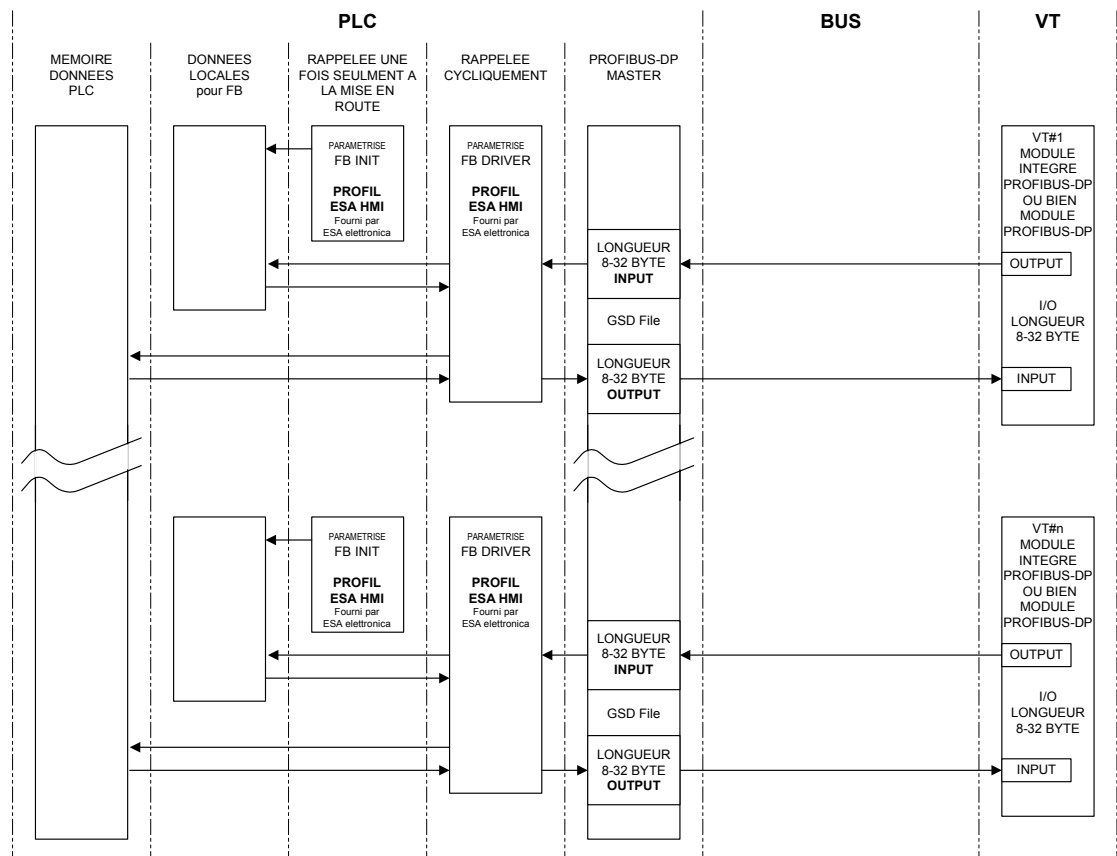 PLC
BUS
VT
MEMOIRE
DONNEES
PLC
DONNEES
LOCALES
pour FB
RAPPELEE UNE
FOIS SEULMENT A
LA MISE EN
ROUTE
RAPPELEE
CYCLIQUEMENT
PROFIBUS-DP
MASTER
PARAMETRISE
FB INIT
PROFIL
ESA HMI
Fourni par
ESA elettronica
PARAMETRISE
FB DRIVER
PROFIL
ESA HMI
Fourni par
ESA elettronica
LONGUEUR
8-32 BYTE
INPUT
GSD File
LONGUEUR
8-32 BYTE
OUTPUT
VT#1
MODULE
INTEGRE
PROFIBUS-DP
OU BIEN
MODULE
PROFIBUS-DP
OUTPUT
I/O
LONGUEUR
8-32 BYTE
INPUT
PARAMETRISE
FB INIT
PROFIL
ESA HMI
Fourni par
ESA elettronica
PARAMETRISE
FB DRIVER
PROFIL
ESA HMI
Fourni par
ESA elettronica
LONGUEUR
8-32 BYTE
INPUT
GSD File
LONGUEUR
8-32 BYTE
OUTPUT
VT#n
MODULE
INTEGRE
PROFIBUS-DP
OU BIEN
MODULE
PROFIBUS-DP
OUTPUT
I/O
LONGUEUR
8-32 BYTE
INPUT